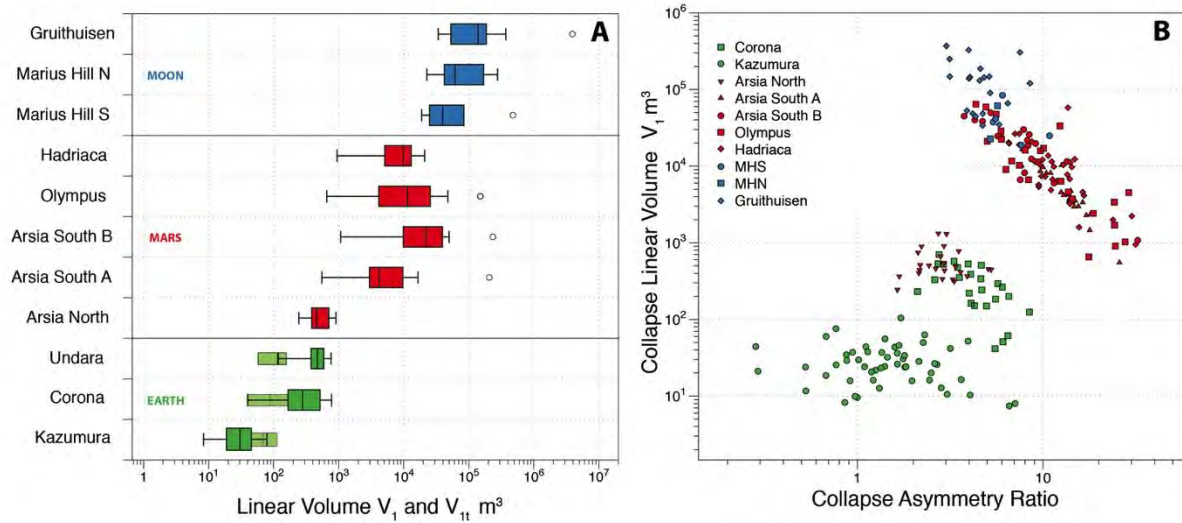 A
Gruithuisen
Marius Hill N
MOON
Marius Hill S
Hadriaca
Olympus
Arsia South B
MARS
Arsia South A
Arsia North
Undara
Corona
EARTH
Kazumura
1 10¹ 10² 10³ 10⁴ 10⁵ 10⁶ 10⁷
Linear Volume V₁ and V₁ₜ m³
B
10⁶
10⁵
10⁴
10³
10²
10¹
Collapse Linear Volume V₁ m³
Corona
Kazumura
Arsia North
Arsia South A
Arsia South B
Olympus
Hadriaca
MHS
MHN
Gruithuisen
1 10
Collapse Asymmetry Ratio